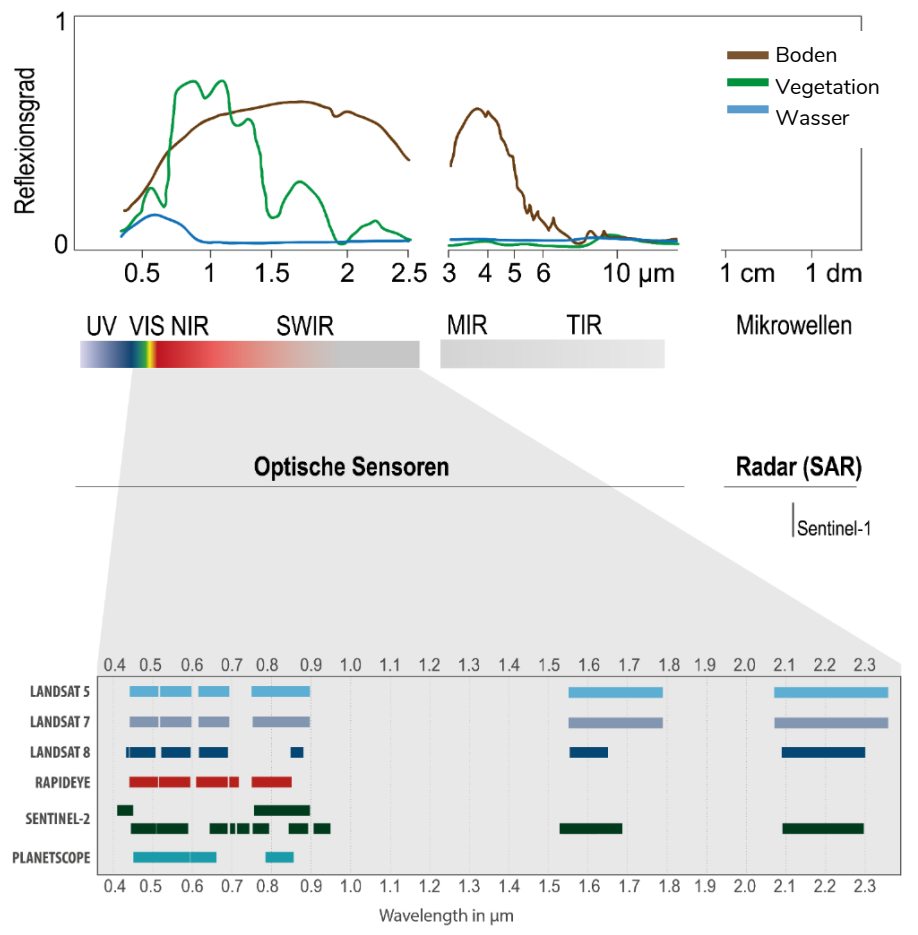 1
Boden
Vegetation
Wasser
Reflexionsgrad
0
0.5 1 1.5 2 2.5 3 4 5 6 10 µm 1 cm 1 dm
UV VIS NIR SWIR MIR TIR Mikrowellen
Optische Sensoren Radar (SAR)
Sentinel-1
0.4 0.5 0.6 0.7 0.8 0.9 1.0 1.1 1.2 1.3 1.4 1.5 1.6 1.7 1.8 1.9 2.0 2.1 2.2 2.3
LANDSAT 5
LANDSAT 7
LANDSAT 8
RAPIDEYE
SENTINEL-2
PLANETSCOPE
0.4 0.5 0.6 0.7 0.8 0.9 1.0 1.1 1.2 1.3 1.4 1.5 1.6 1.7 1.8 1.9 2.0 2.1 2.2 2.3
Wavelength in µm